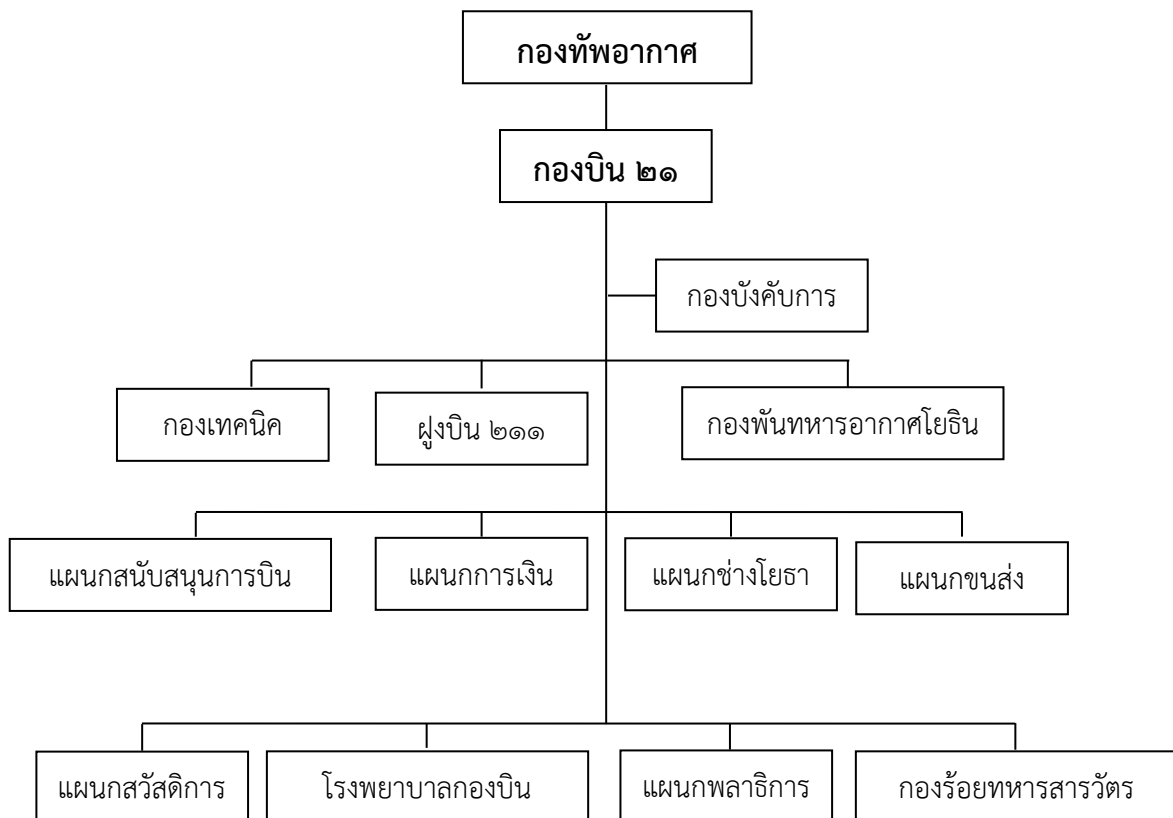 กองทัพอากาศ
กองบิน ๒๑
กองบังคับการ
กองเทคนิค
ฝูงบิน ๒๑๑
กองพันทหารอากาศโยธิน
แผนกสนับสนุนการบิน
แผนกการเงิน
แผนกช่างโยธา
แผนกขนส่ง
แผนกสวัสดิการ
โรงพยาบาลกองบิน
แผนกพลาธิการ
กองร้อยทหารสารวัตร